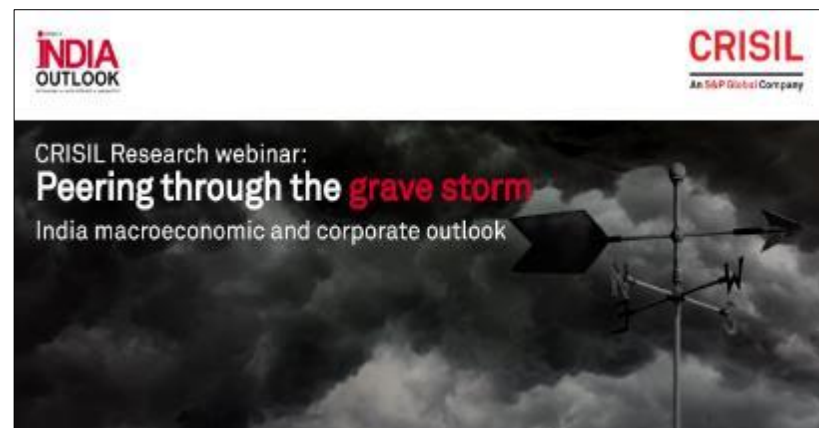 INDIA
OUTLOOK
CRISIL
An S&P Global Company
CRISIL Research webinar:
Peering through the grave storm
India macroeconomic and corporate outlook
W